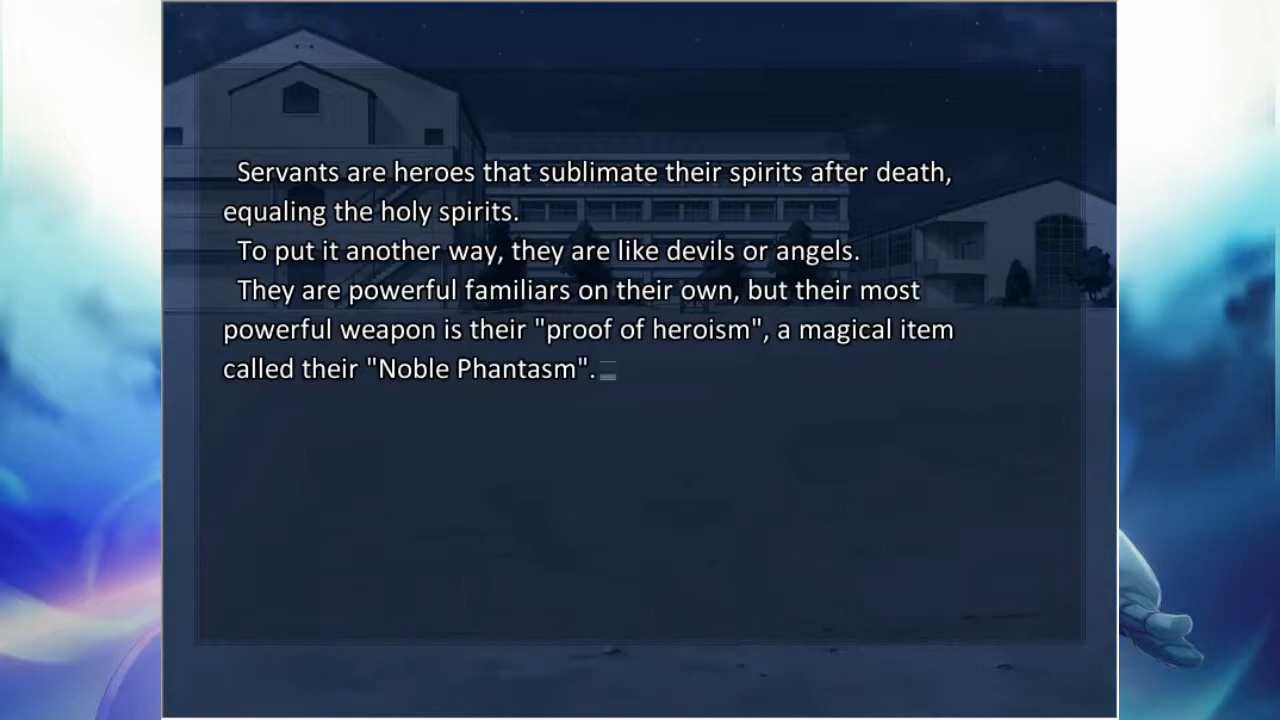 Servants are heroes that sublimate their spirits after death,
equaling the holy spirits.
To put it another way, they are like devils or angels.
They are powerful familiars on their own, but their most
powerful weapon is their "proof of heroism", a magical item
called their "Noble Phantasm".